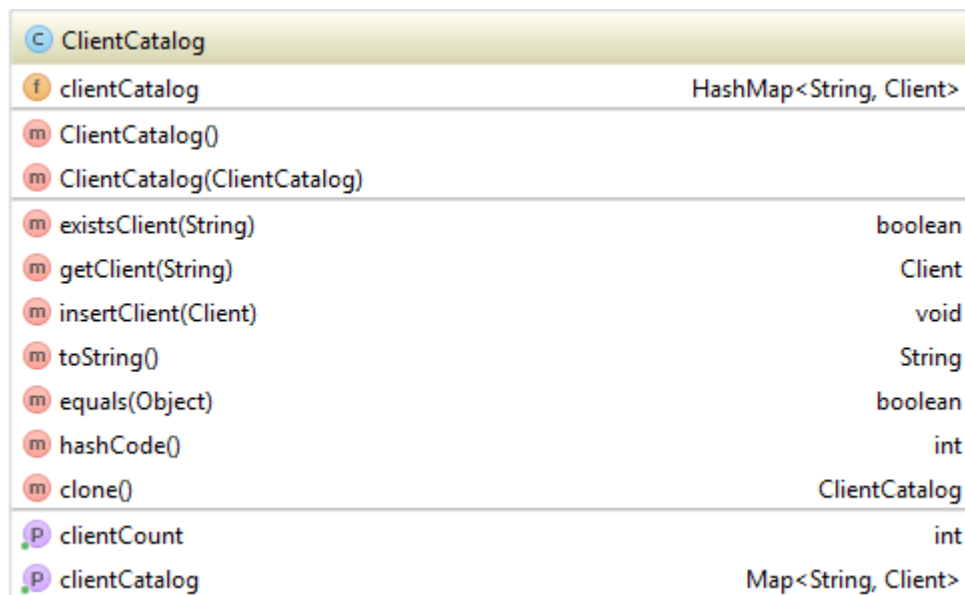 C ClientCatalog
f clientCatalog HashMap<String, Client>
m ClientCatalog()
m ClientCatalog(ClientCatalog)
m existsClient(String) boolean
m getClient(String) Client
m insertClient(Client) void
m toString() String
m equals(Object) boolean
m hashCode() int
m clone() ClientCatalog
P clientCount int
P clientCatalog Map<String, Client>